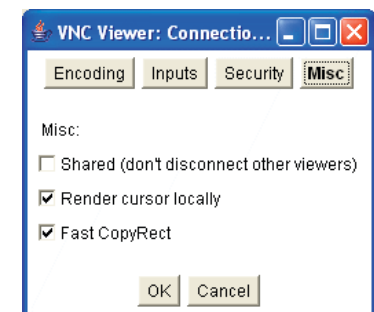 VNC Viewer: Connectio...
Encoding Inputs Security Misc
Misc:
Shared (don't disconnect other viewers)
Render cursor locally
Fast CopyRect
OK Cancel